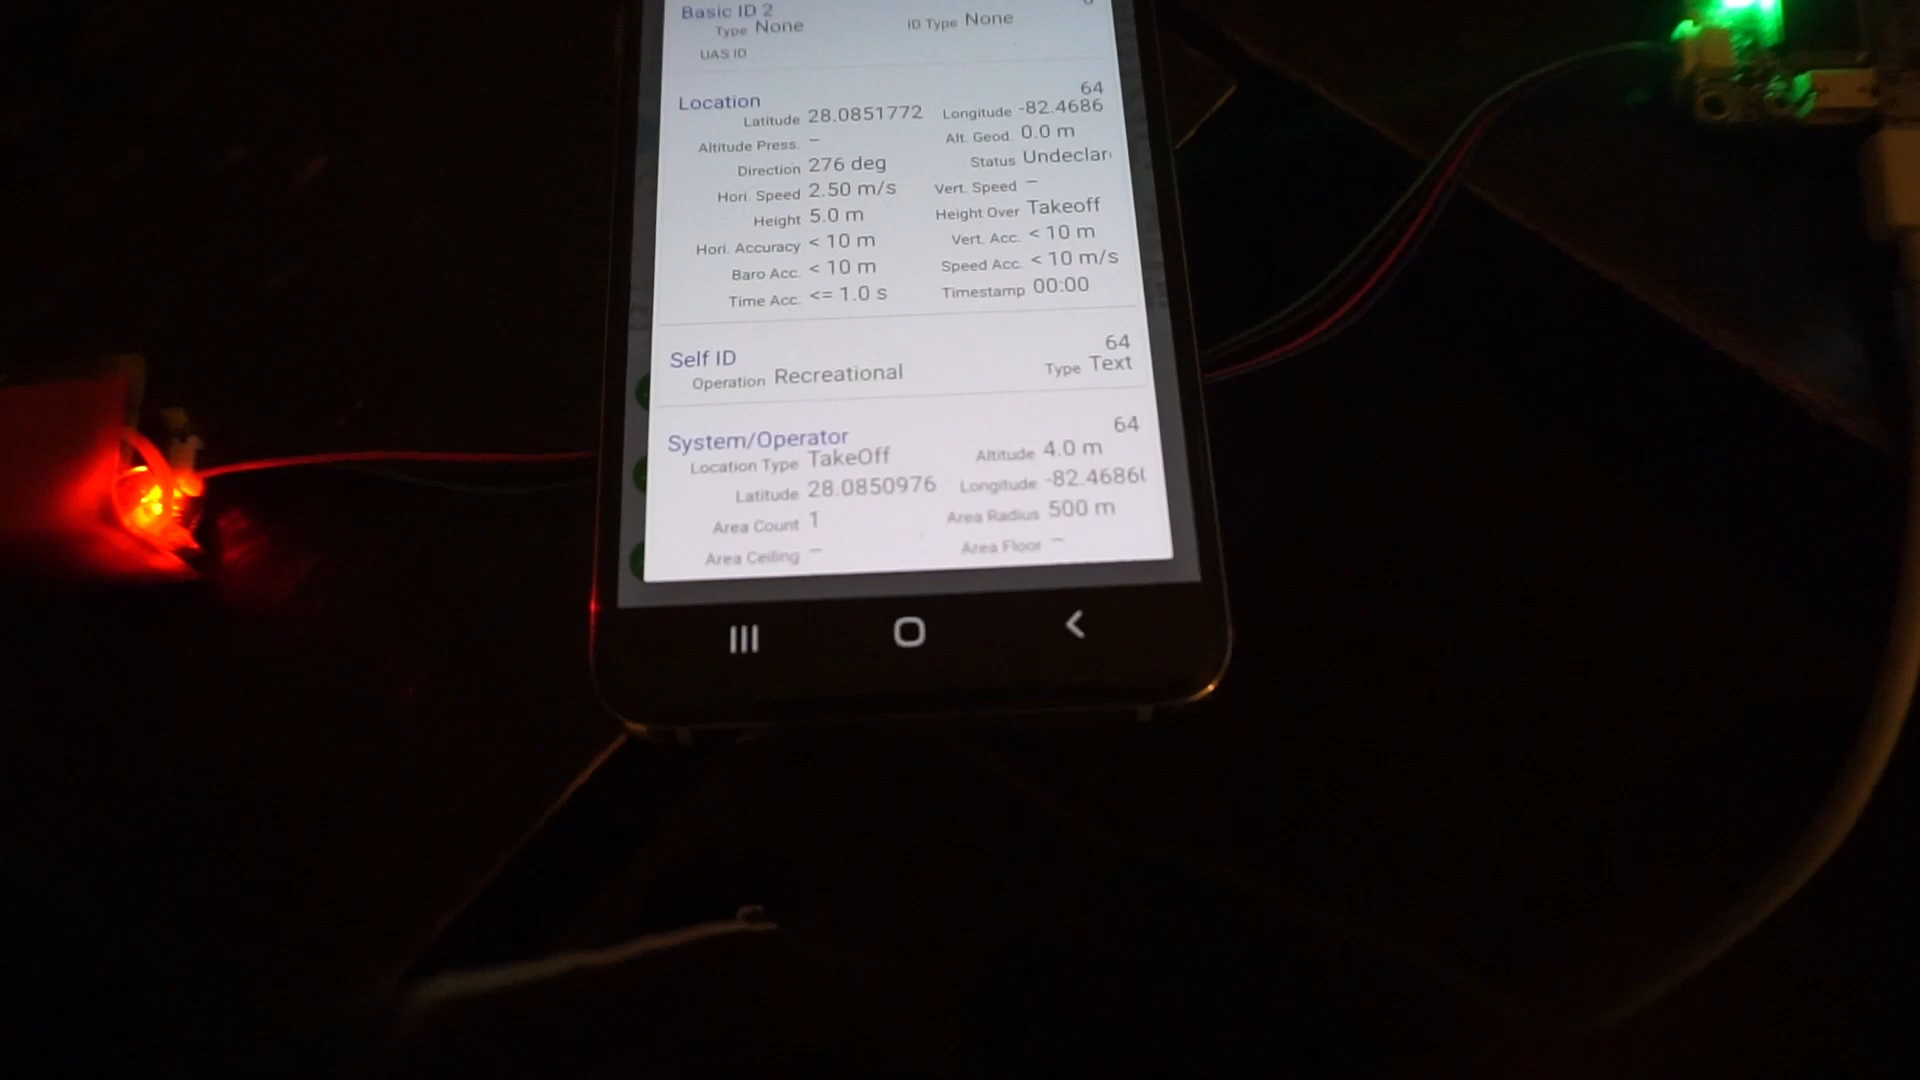 Basic ID 2
Type None ID Type None
UAS ID
Location 64
Latitude 28.0851772 Longitude -82.4686
Altitude Press. – Alt. Geod. 0.0 m
Direction 276 deg Status Undeclar
Hori. Speed 2.50 m/s Vert. Speed –
Height 5.0 m Height Over Takeoff
Hori. Accuracy < 10 m Vert. Acc. < 10 m
Baro Acc. < 10 m Speed Acc. < 10 m/s
Time Acc. <= 1.0 s Timestamp 00:00
Self ID 64
Operation Recreational Type Text
System/Operator 64
Location Type TakeOff Altitude 4.0 m
Latitude 28.0850976 Longitude -82.4686
Area Count 1 Area Radius 500 m
Area Ceiling – Area Floor –